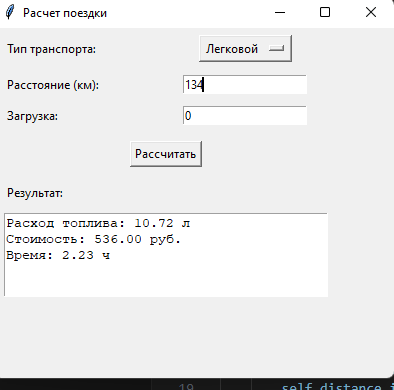 Расчет поездки
Тип транспорта: Легковой
Расстояние (км): 134
Загрузка: 0
Рассчитать
Результат:
Расход топлива: 10.72 л
Стоимость: 536.00 руб.
Время: 2.23 ч
19 self distance i